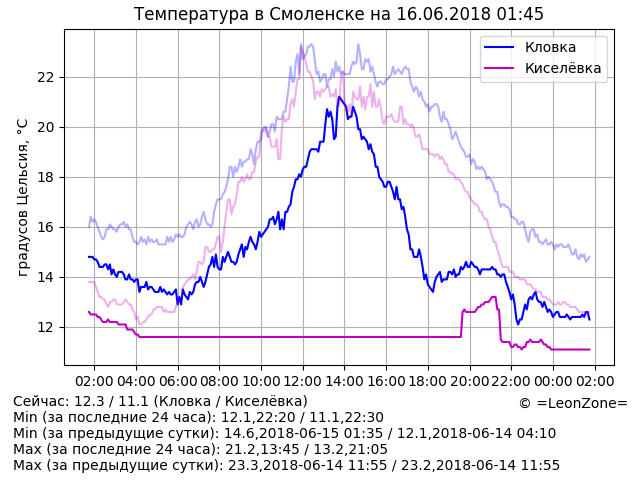 Температура в Смоленске на 16.06.2018 01:45
Кловка
Киселёвка
градусов Цельсия, °C
22
20
18
16
14
12
02:00 04:00 06:00 08:00 10:00 12:00 14:00 16:00 18:00 20:00 22:00 00:00 02:00
Сейчас: 12.3 / 11.1 (Кловка / Киселёвка)
© =LeonZone=
Min (за последние 24 часа): 12.1,22:20 / 11.1,22:30
Min (за предыдущие сутки): 14.6,2018-06-15 01:35 / 12.1,2018-06-14 04:10
Max (за последние 24 часа): 21.2,13:45 / 13.2,21:05
Max (за предыдущие сутки): 23.3,2018-06-14 11:55 / 23.2,2018-06-14 11:55